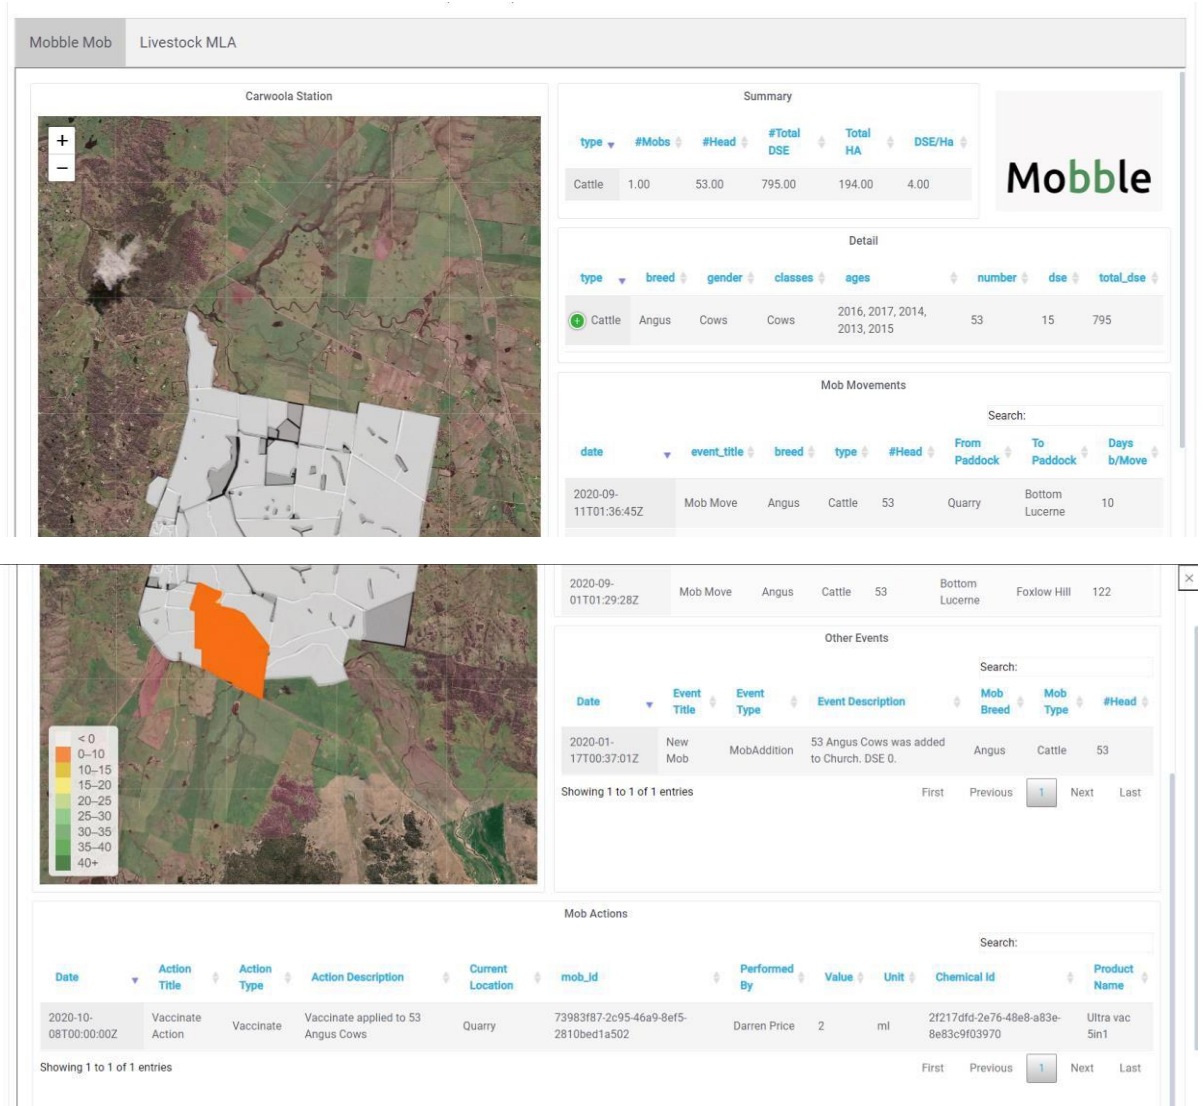 Mobble Mob Livestock MLA
Carwoola Station
+
−
Summary
type #Mobs #Head #Total DSE Total HA DSE/Ha
Cattle 1.00 53.00 795.00 194.00 4.00
Mobble
Detail
type breed gender classes ages number dse total_dse
Cattle Angus Cows Cows 2016, 2017, 2014, 2013, 2015 53 15 795
Mob Movements
Search:
date event_title breed type #Head From Paddock To Paddock Days b/Move
2020-09-11T01:36:45Z Mob Move Angus Cattle 53 Quarry Bottom Lucerne 10
2020-09-01T01:29:28Z Mob Move Angus Cattle 53 Bottom Lucerne Foxlow Hill 122
Other Events
Search:
Date Event Title Event Type Event Description Mob Breed Mob Type #Head
2020-01-17T00:37:01Z New Mob MobAddition 53 Angus Cows was added to Church. DSE 0. Angus Cattle 53
Showing 1 to 1 of 1 entries First Previous 1 Next Last
< 0
0–10
10–15
15–20
20–25
25–30
30–35
35–40
40+
Mob Actions
Search:
Date Action Title Action Type Action Description Current Location mob_id Performed By Value Unit Chemical Id Product Name
2020-10-08T00:00:00Z Vaccinate Action Vaccinate Vaccinate applied to 53 Angus Cows Quarry 73983f87-2c95-46a9-8ef5-2810bed1a502 Darren Price 2 ml 2f217dfd-2e76-48e8-a83e-8e83c9f03970 Ultra vac 5in1
Showing 1 to 1 of 1 entries First Previous 1 Next Last